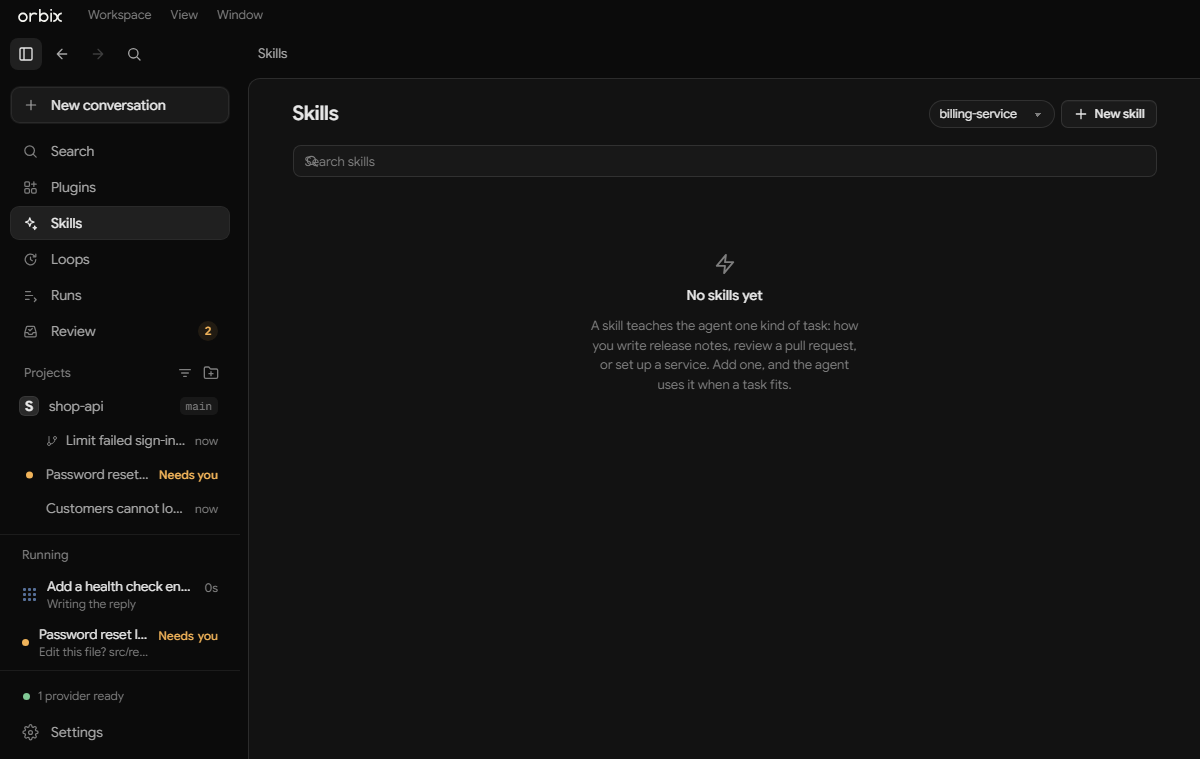 orbix Workspace View Window
Skills
New conversation
Search
Plugins
Skills
Loops
Runs
Review 2
Projects
S shop-api main
Limit failed sign-in... now
Password reset... Needs you
Customers cannot lo... now
Running
Add a health check en... 0s
Writing the reply
Password reset l... Needs you
Edit this file? src/re...
1 provider ready
Settings
Skills
billing-service
New skill
Search skills
No skills yet
A skill teaches the agent one kind of task: how
you write release notes, review a pull request,
or set up a service. Add one, and the agent
uses it when a task fits.